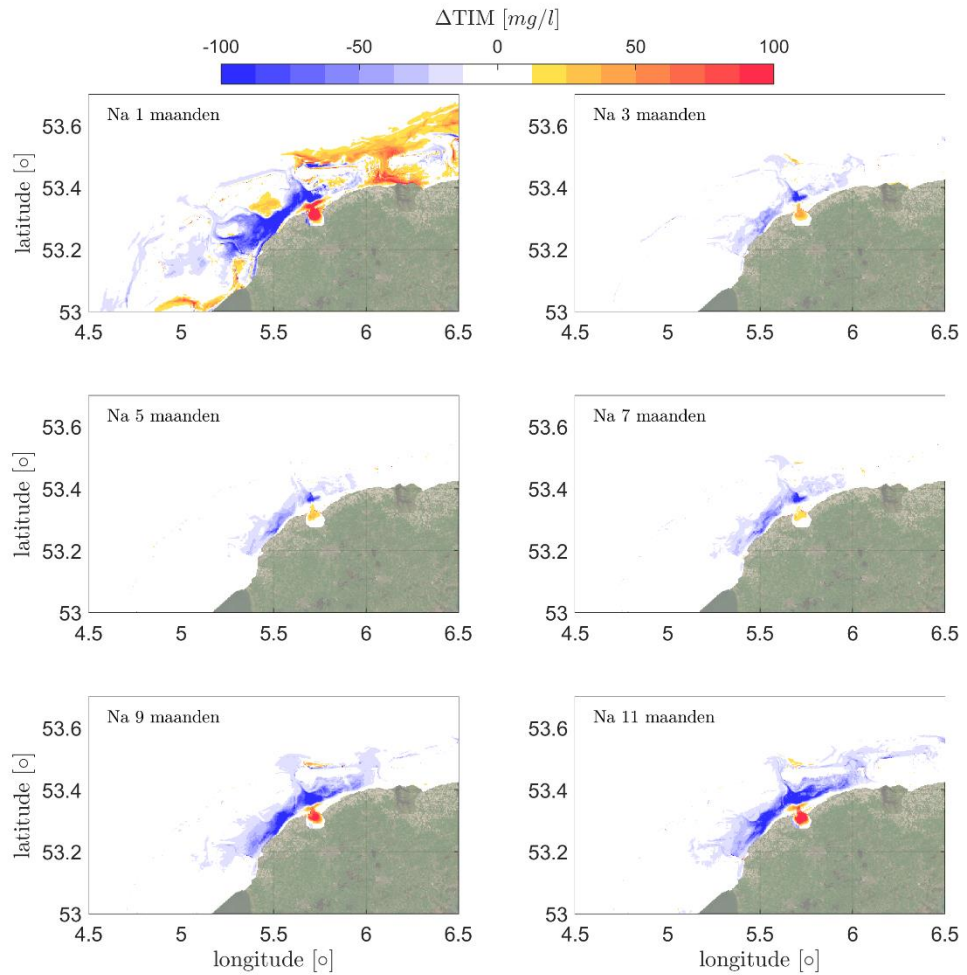 ΔTIM [mg/l]
-100 -50 0 50 100
Na 1 maanden
Na 3 maanden
latitude [○]
53.6
53.4
53.2
53
4.5 5 5.5 6 6.5
53.6
53.4
53.2
53
4.5 5 5.5 6 6.5
Na 5 maanden
Na 7 maanden
latitude [○]
53.6
53.4
53.2
53
4.5 5 5.5 6 6.5
53.6
53.4
53.2
53
4.5 5 5.5 6 6.5
Na 9 maanden
Na 11 maanden
latitude [○]
53.6
53.4
53.2
53
4.5 5 5.5 6 6.5
longitude [○]
53.6
53.4
53.2
53
4.5 5 5.5 6 6.5
longitude [○]